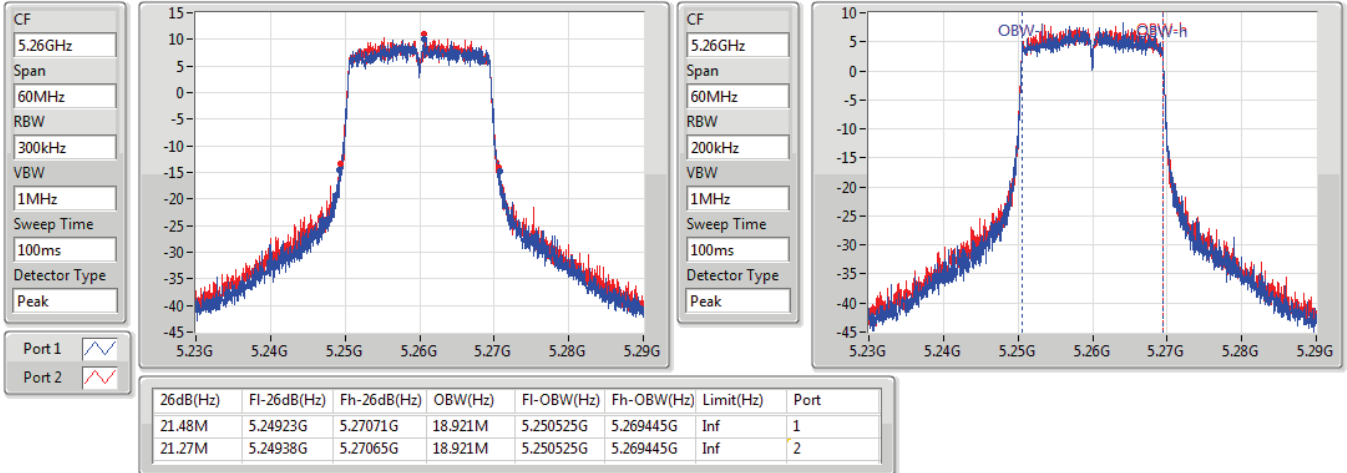 CF
5.26GHz
Span
60MHz
RBW
300kHz
VBW
1MHz
Sweep Time
100ms
Detector Type
Peak
15
10
5
0
-5
-10
-15
-20
-25
-30
-35
-40
-45
5.23G 5.24G 5.25G 5.26G 5.27G 5.28G 5.29G
CF
5.26GHz
Span
60MHz
RBW
200kHz
VBW
1MHz
Sweep Time
100ms
Detector Type
Peak
10
5
0
-5
-10
-15
-20
-25
-30
-35
-40
-45
OBW-h
5.23G 5.24G 5.25G 5.26G 5.27G 5.28G 5.29G
Port 1
Port 2
26dB(Hz) Fl-26dB(Hz) Fh-26dB(Hz) OBW(Hz) Fl-OBW(Hz) Fh-OBW(Hz) Limit(Hz) Port
21.48M 5.24923G 5.27071G 18.921M 5.250525G 5.269445G Inf 1
21.27M 5.24938G 5.27065G 18.921M 5.250525G 5.269445G Inf 2